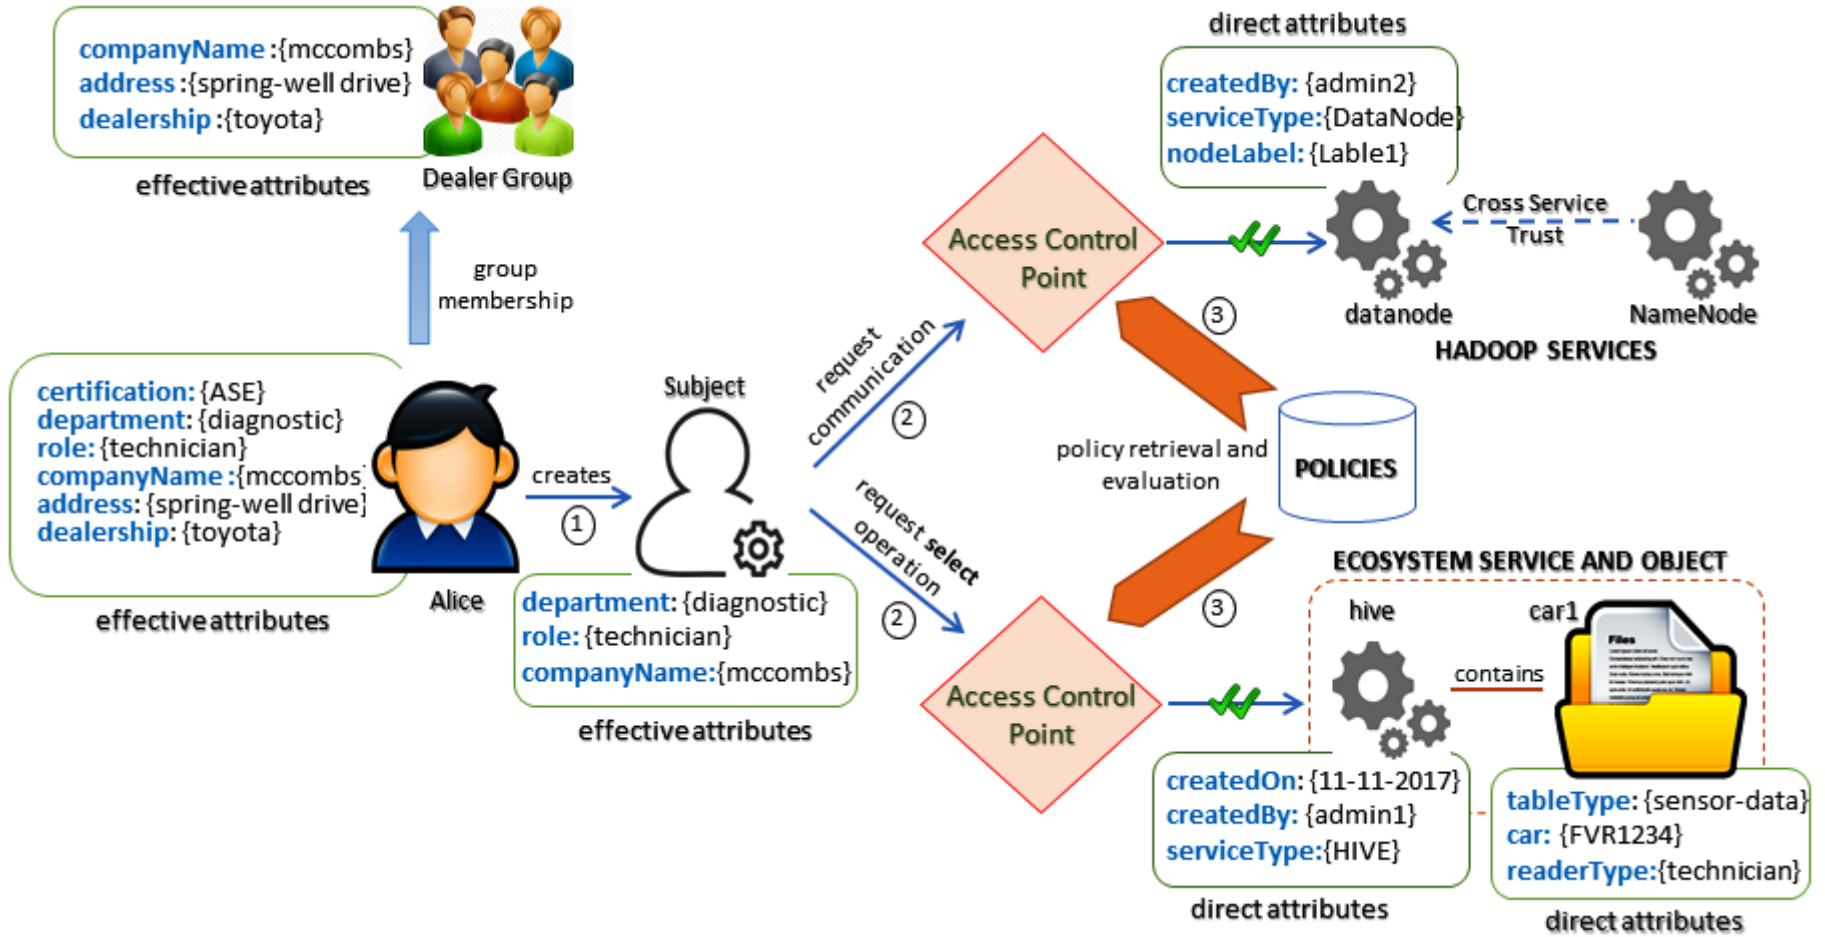 companyName :{mccombs}
address :{spring-well drive}
dealership :{toyota}
effective attributes
Dealer Group
group
membership
certification: {ASE}
department: {diagnostic}
role: {technician}
companyName :{mccombs}
address: {spring-well drive}
dealership: {toyota}
effective attributes
Alice
creates
1
Subject
department: {diagnostic}
role: {technician}
companyName:{mccombs}
effective attributes
request
communication
2
request select
operation
2
Access Control
Point
Access Control
Point
3
policy retrieval and
evaluation
3
POLICIES
direct attributes
createdBy: {admin2}
serviceType:{DataNode}
nodeLabel: {Lable1}
Cross Service
Trust
datanode
NameNode
HADOOP SERVICES
ECOSYSTEM SERVICE AND OBJECT
hive
car1
contains
Files
createdOn: {11-11-2017}
createdBy: {admin1}
serviceType:{HIVE}
direct attributes
tableType: {sensor-data}
car: {FVR1234}
readerType:{technician}
direct attributes